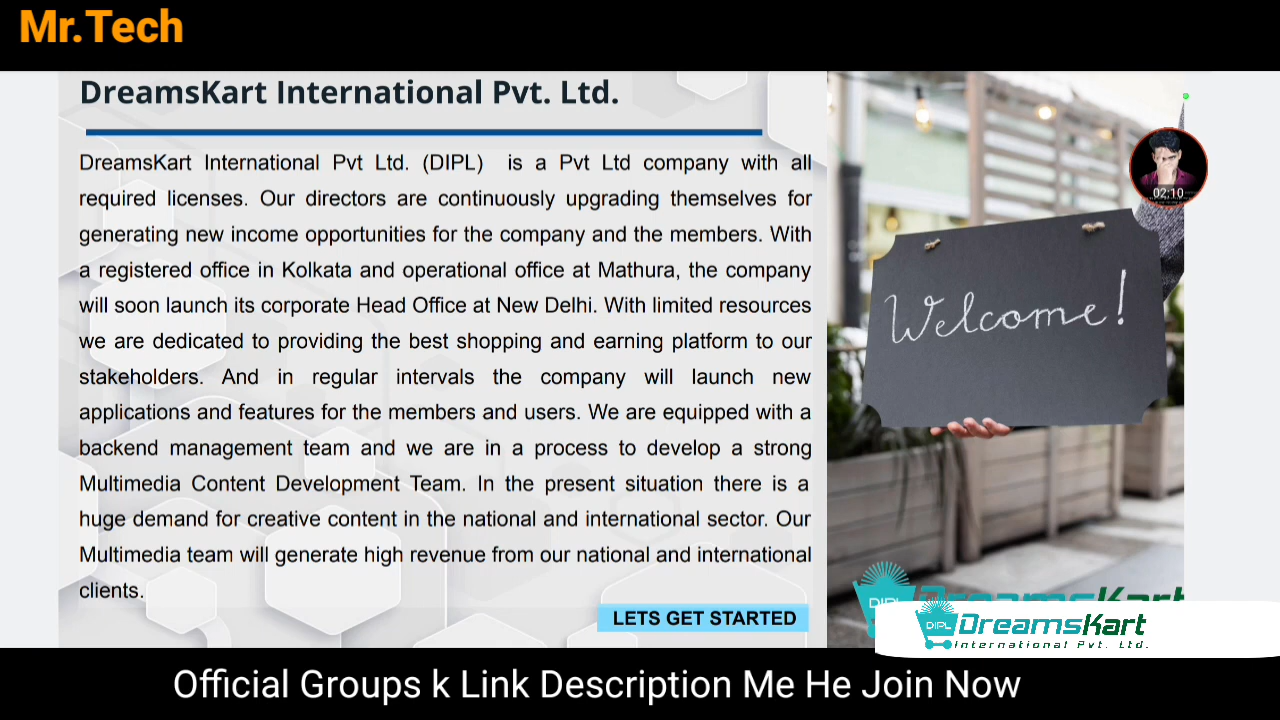 Mr.Tech
DreamsKart International Pvt. Ltd.
DreamsKart International Pvt Ltd. (DIPL) is a Pvt Ltd company with all
required licenses. Our directors are continuously upgrading themselves for
generating new income opportunities for the company and the members. With
a registered office in Kolkata and operational office at Mathura, the company
will soon launch its corporate Head Office at New Delhi. With limited resources
we are dedicated to providing the best shopping and earning platform to our
stakeholders. And in regular intervals the company will launch new
applications and features for the members and users. We are equipped with a
backend management team and we are in a process to develop a strong
Multimedia Content Development Team. In the present situation there is a
huge demand for creative content in the national and international sector. Our
Multimedia team will generate high revenue from our national and international
clients.
LETS GET STARTED
02:10
Welcome!
DIPL DreamsKart
DIPL DreamsKart
International Pvt. Ltd.
Official Groups k Link Description Me He Join Now